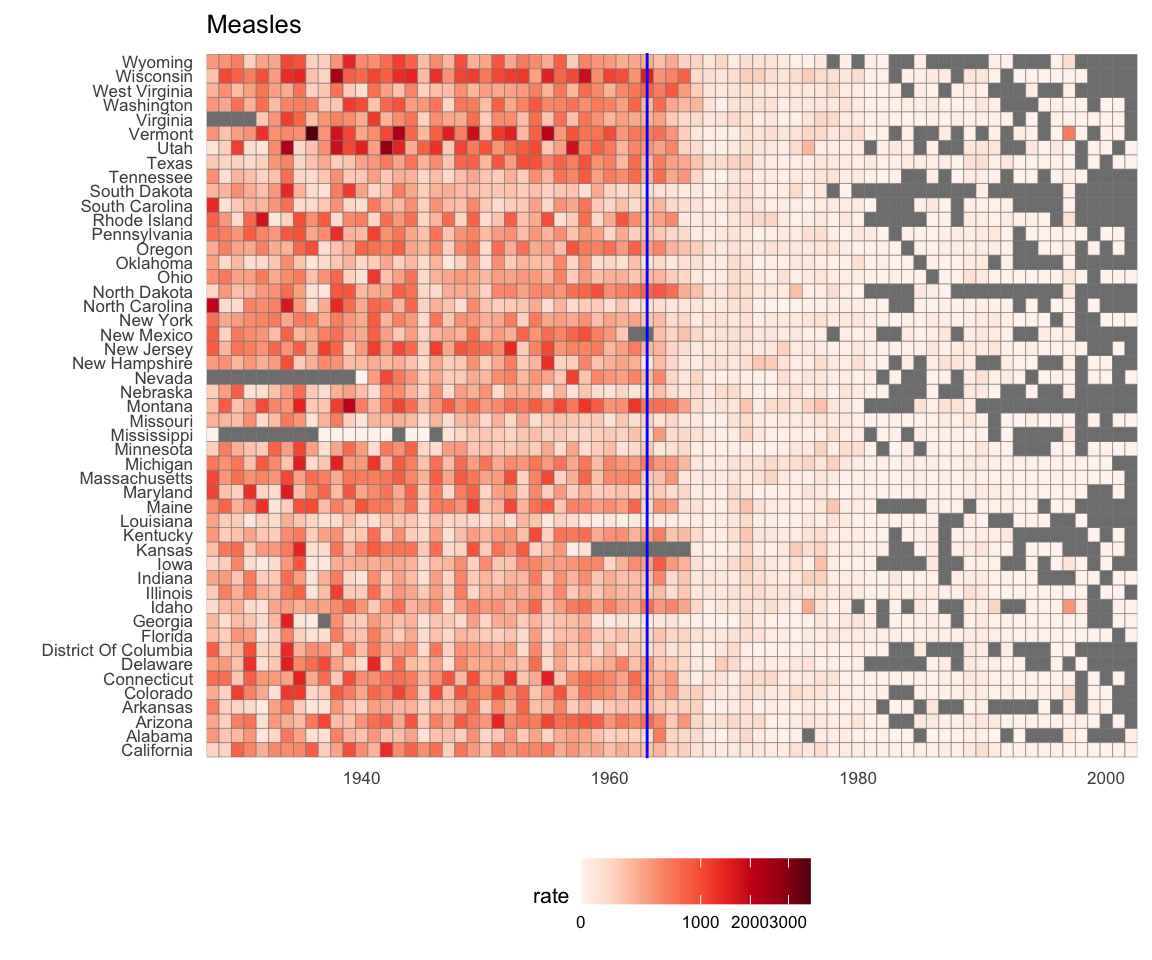 Measles
Wyoming
Wisconsin
West Virginia
Washington
Virginia
Vermont
Utah
Texas
Tennessee
South Dakota
South Carolina
Rhode Island
Pennsylvania
Oregon
Oklahoma
Ohio
North Dakota
North Carolina
New York
New Mexico
New Jersey
New Hampshire
Nevada
Nebraska
Montana
Missouri
Mississippi
Minnesota
Michigan
Massachusetts
Maryland
Maine
Louisiana
Kentucky
Kansas
Iowa
Indiana
Illinois
Idaho
Georgia
Florida
District Of Columbia
Delaware
Connecticut
Colorado
Arkansas
Arizona
Alabama
California
1940 1960 1980 2000
rate
0 1000 20003000